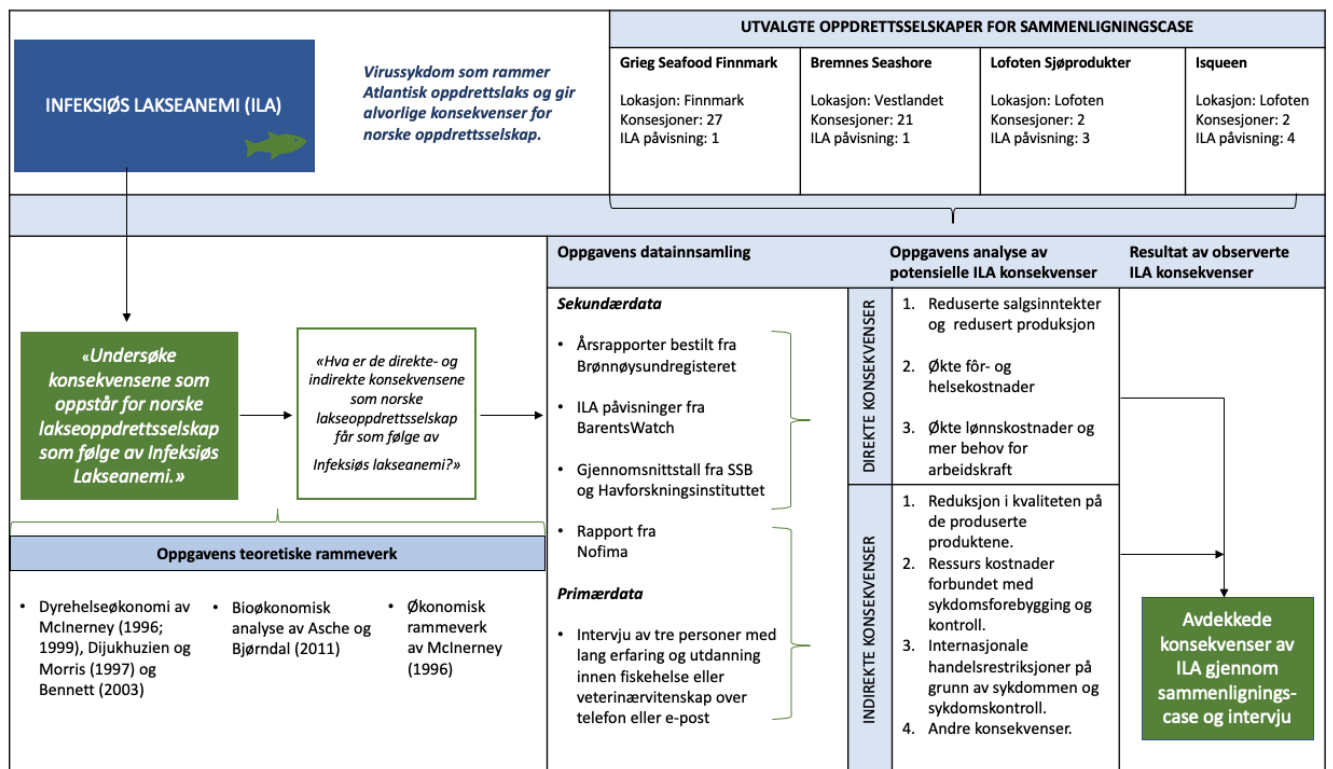 INFEKSIØS LAKSEANEMI (ILA)
Virussykdom som rammer
Atlantisk oppdrettslaks og gir
alvorlige konsekvenser for
norske oppdrettsselskap.
UTVALGTE OPPDRETTSSELSKAPER FOR SAMMENLIGNINGSCASE
Grieg Seafood Finnmark
Lokasjon: Finnmark
Konsesjoner: 27
ILA påvisning: 1
Bremnes Seashore
Lokasjon: Vestlandet
Konsesjoner: 21
ILA påvisning: 1
Lofoten Sjøprodukter
Lokasjon: Lofoten
Konsesjoner: 2
ILA påvisning: 3
Isqueen
Lokasjon: Lofoten
Konsesjoner: 2
ILA påvisning: 4
«Undersøke
konsekvensene som
oppstår for norske
lakseoppdrettsselskap
som følge av Infeksiøs
Lakseanemi.»
«Hva er de direkte- og
indirekte konsekvensene
som norske
lakseoppdrettsselskap
får som følge av
Infeksiøs lakseanemi?»
Oppgavens teoretiske rammeverk
• Dyrehelseøkonomi av
McInerney (1996;
1999), Dijukhuzien og
Morris (1997) og
Bennett (2003)
• Bioøkonomisk
analyse av Asche og
Bjørndal (2011)
• Økonomisk
rammeverk
av McInerney
(1996)
Oppgavens datainnsamling
Sekundærdata
• Årsrapporter bestilt fra
Brønnøysundregisteret
• ILA påvisninger fra
BarentsWatch
• Gjennomsnittstall fra SSB
og Havforskningsinstituttet
• Rapport fra
Nofima
Primærdata
• Intervju av tre personer med
lang erfaring og utdanning
innen fiskehelse eller
veterinærvitenskap over
telefon eller e-post
Oppgavens analyse av
potensielle ILA konsekvenser
DIREKTE KONSEKVENSER
1. Reduserte salgsinntekter
og redusert produksjon
2. Økte fôr- og
helsekostnader
3. Økte lønnskostnader og
mer behov for
arbeidskraft
INDIREKTE KONSEKVENSER
1. Reduksjon i kvaliteten på
de produserte
produktene.
2. Ressurs kostnader
forbundet med
sykdomsforebygging og
kontroll.
3. Internasjonale
handelsrestriksjoner på
grunn av sykdommen og
sykdomskontroll.
4. Andre konsekvenser.
Resultat av observerte
ILA konsekvenser
Avdekkede
konsekvenser av
ILA gjennom
sammenlignings-
case og intervju